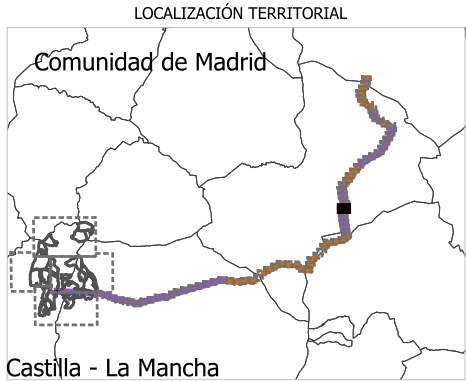 LOCALIZACIÓN TERRITORIAL
Comunidad de Madrid
Castilla - La Mancha